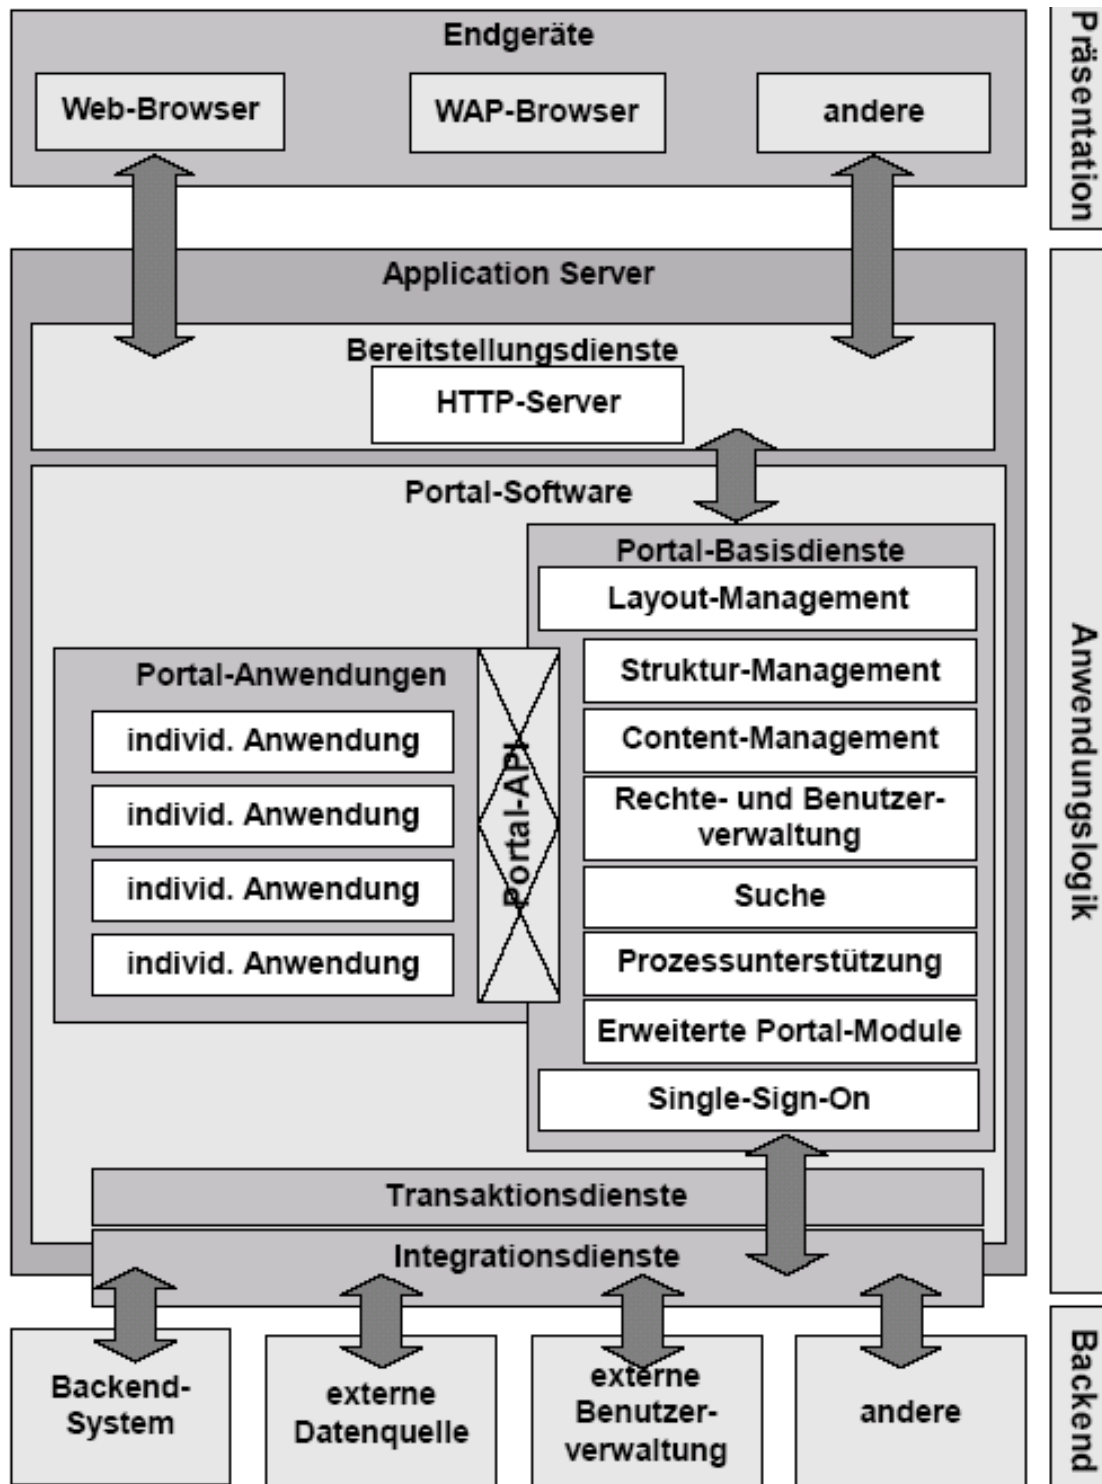 Endgeräte
Web-Browser
WAP-Browser
andere
Präsentation
Application Server
Bereitstellungsdienste
HTTP-Server
Portal-Software
Portal-Basisdienste
Layout-Management
Struktur-Management
Content-Management
Rechte- und Benutzer-
verwaltung
Suche
Prozessunterstützung
Erweiterte Portal-Module
Single-Sign-On
Portal-Anwendungen
individ. Anwendung
individ. Anwendung
individ. Anwendung
individ. Anwendung
Portal-API
Anwendungslogik
Transaktionsdienste
Integrationsdienste
Backend-
System
externe
Datenquelle
externe
Benutzer-
verwaltung
andere
Backend